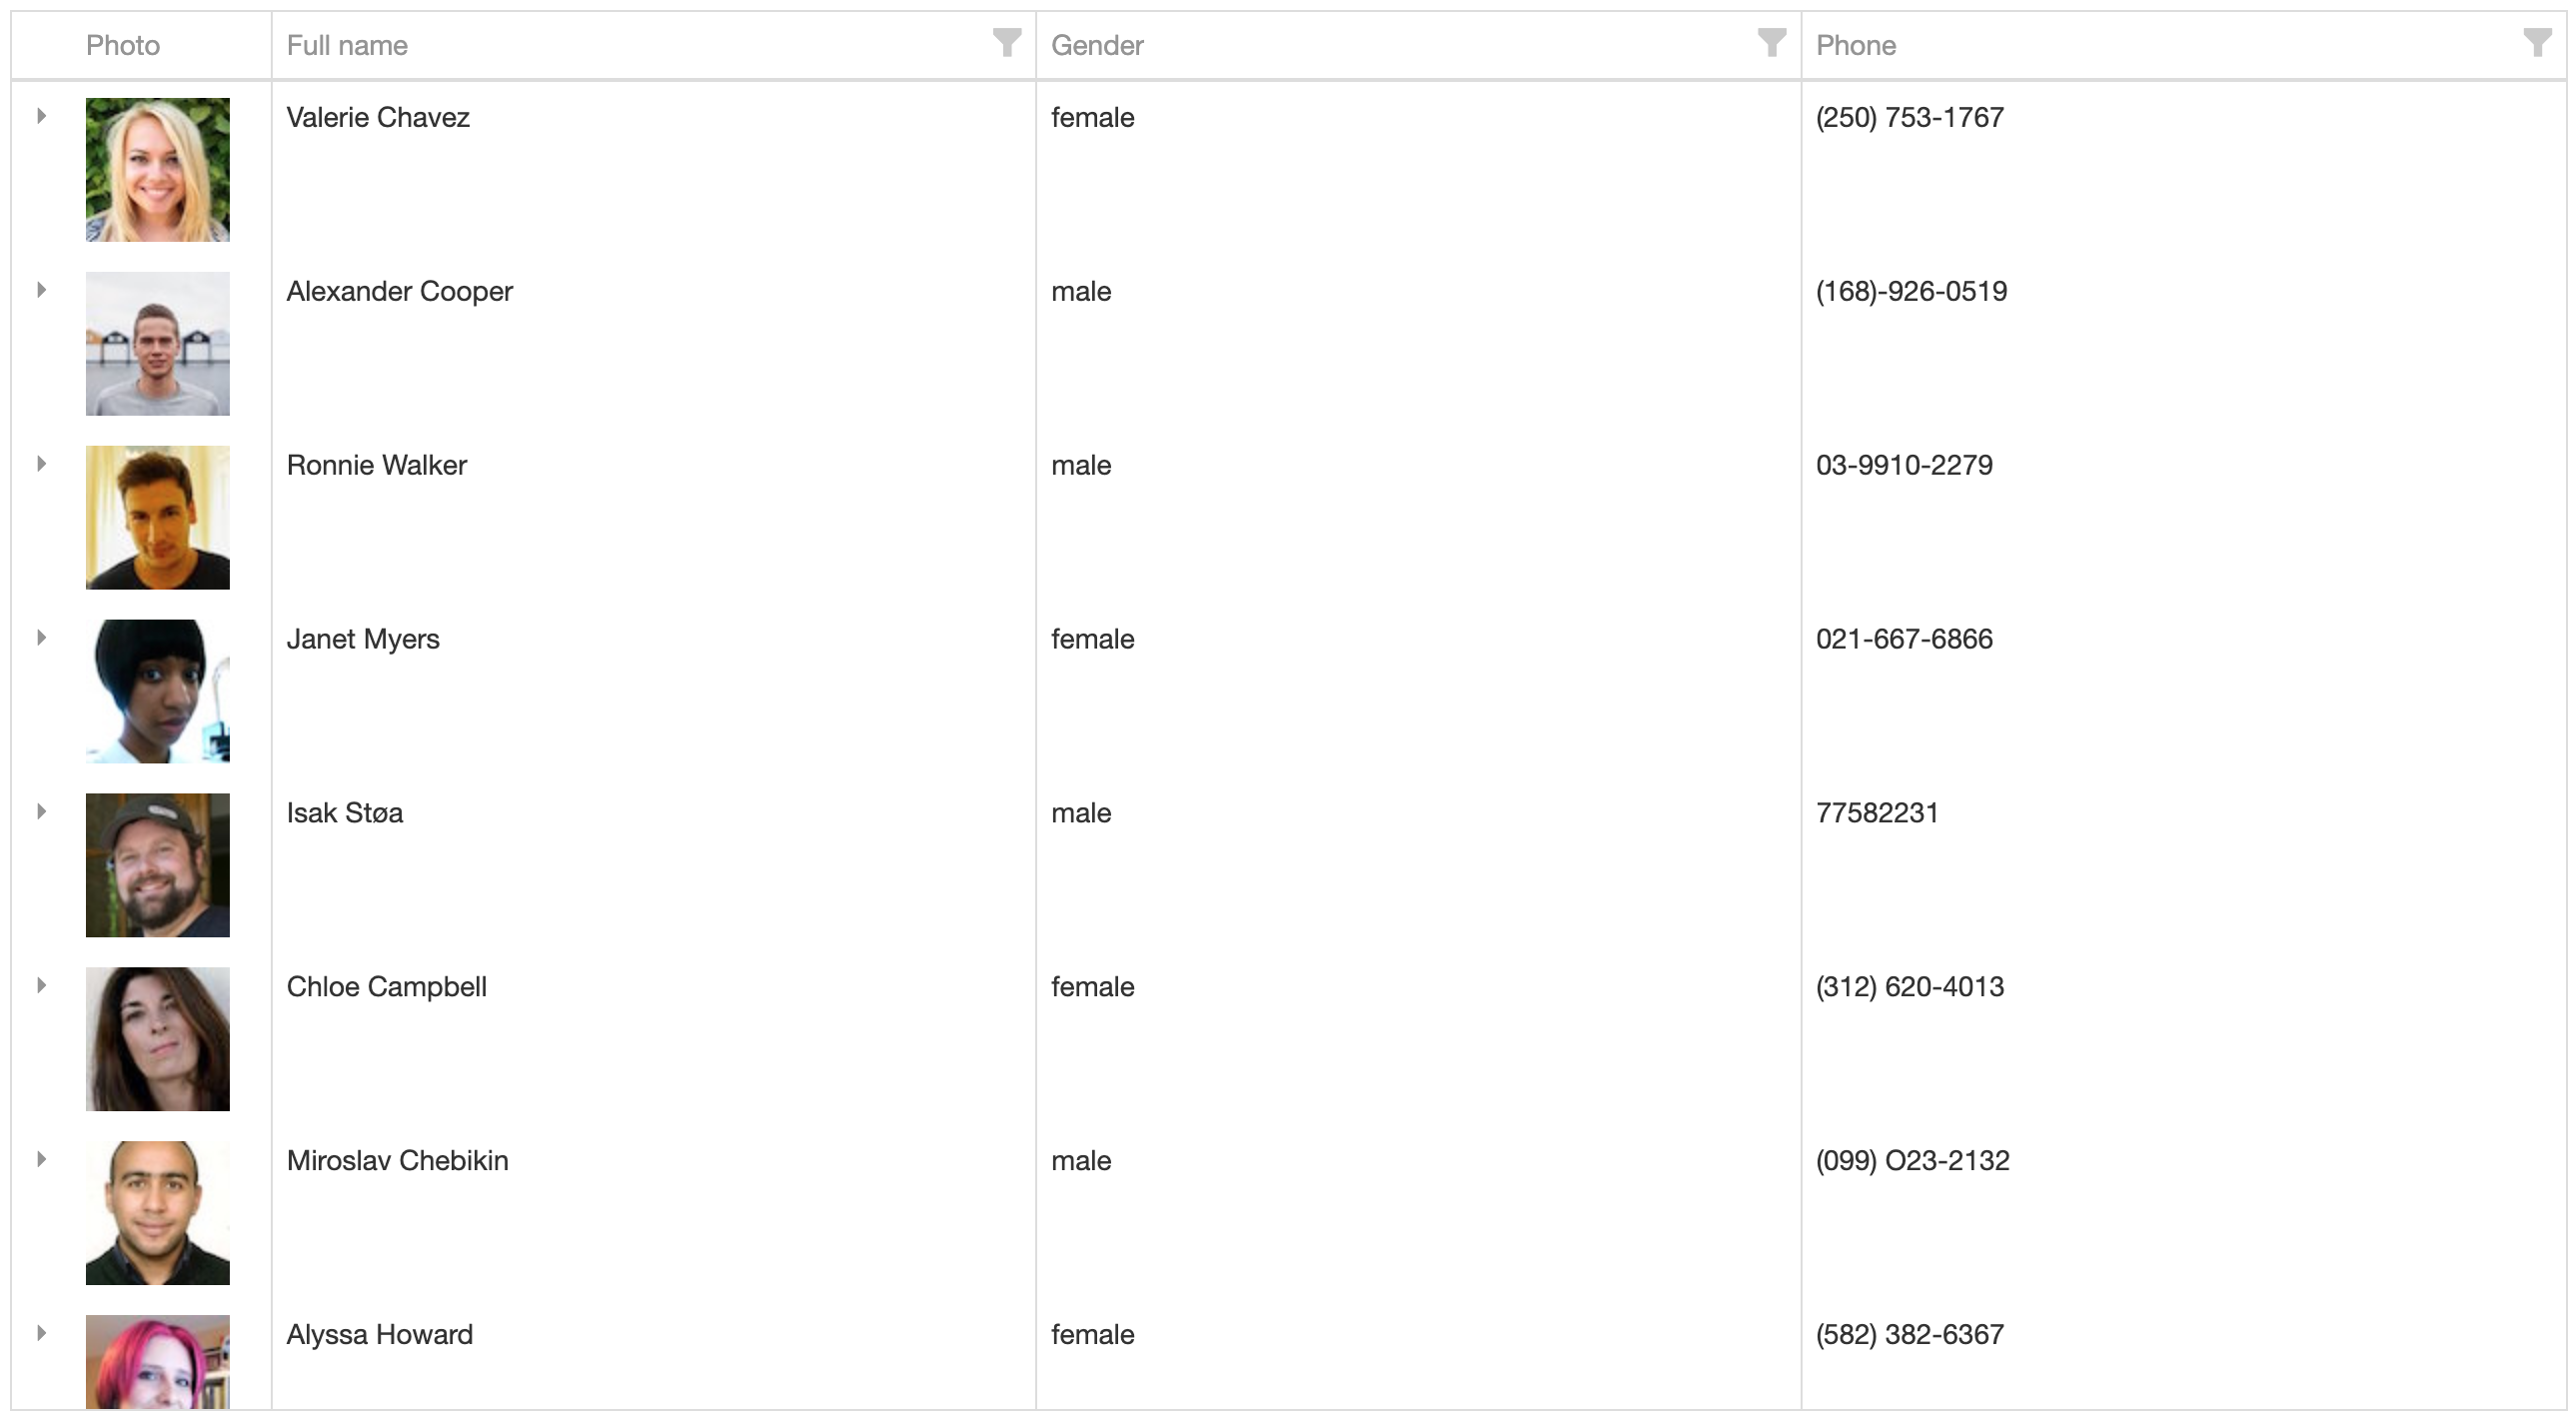 Photo Full name Gender Phone
Valerie Chavez female (250) 753-1767
Alexander Cooper male (168)-926-0519
Ronnie Walker male 03-9910-2279
Janet Myers female 021-667-6866
Isak Støa male 77582231
Chloe Campbell female (312) 620-4013
Miroslav Chebikin male (099) O23-2132
Alyssa Howard female (582) 382-6367